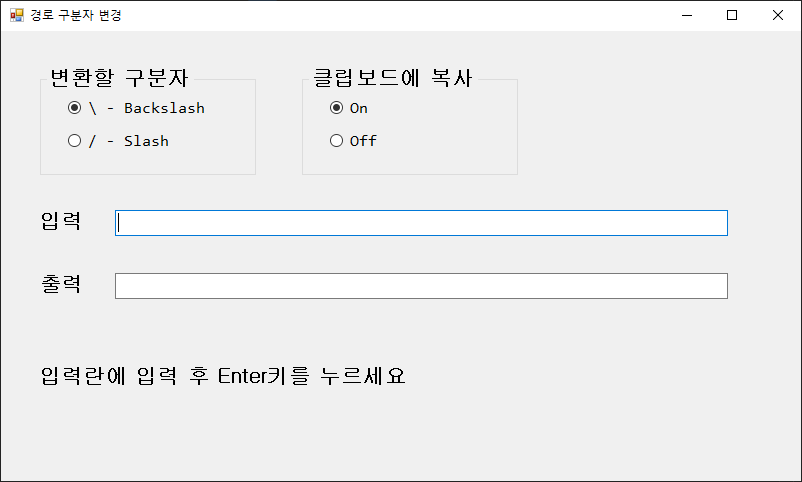 경로 구분자 변경
변환할 구분자
\ - Backslash
/ - Slash
클립보드에 복사
On
Off
입력
출력
입력란에 입력 후 Enter키를 누르세요